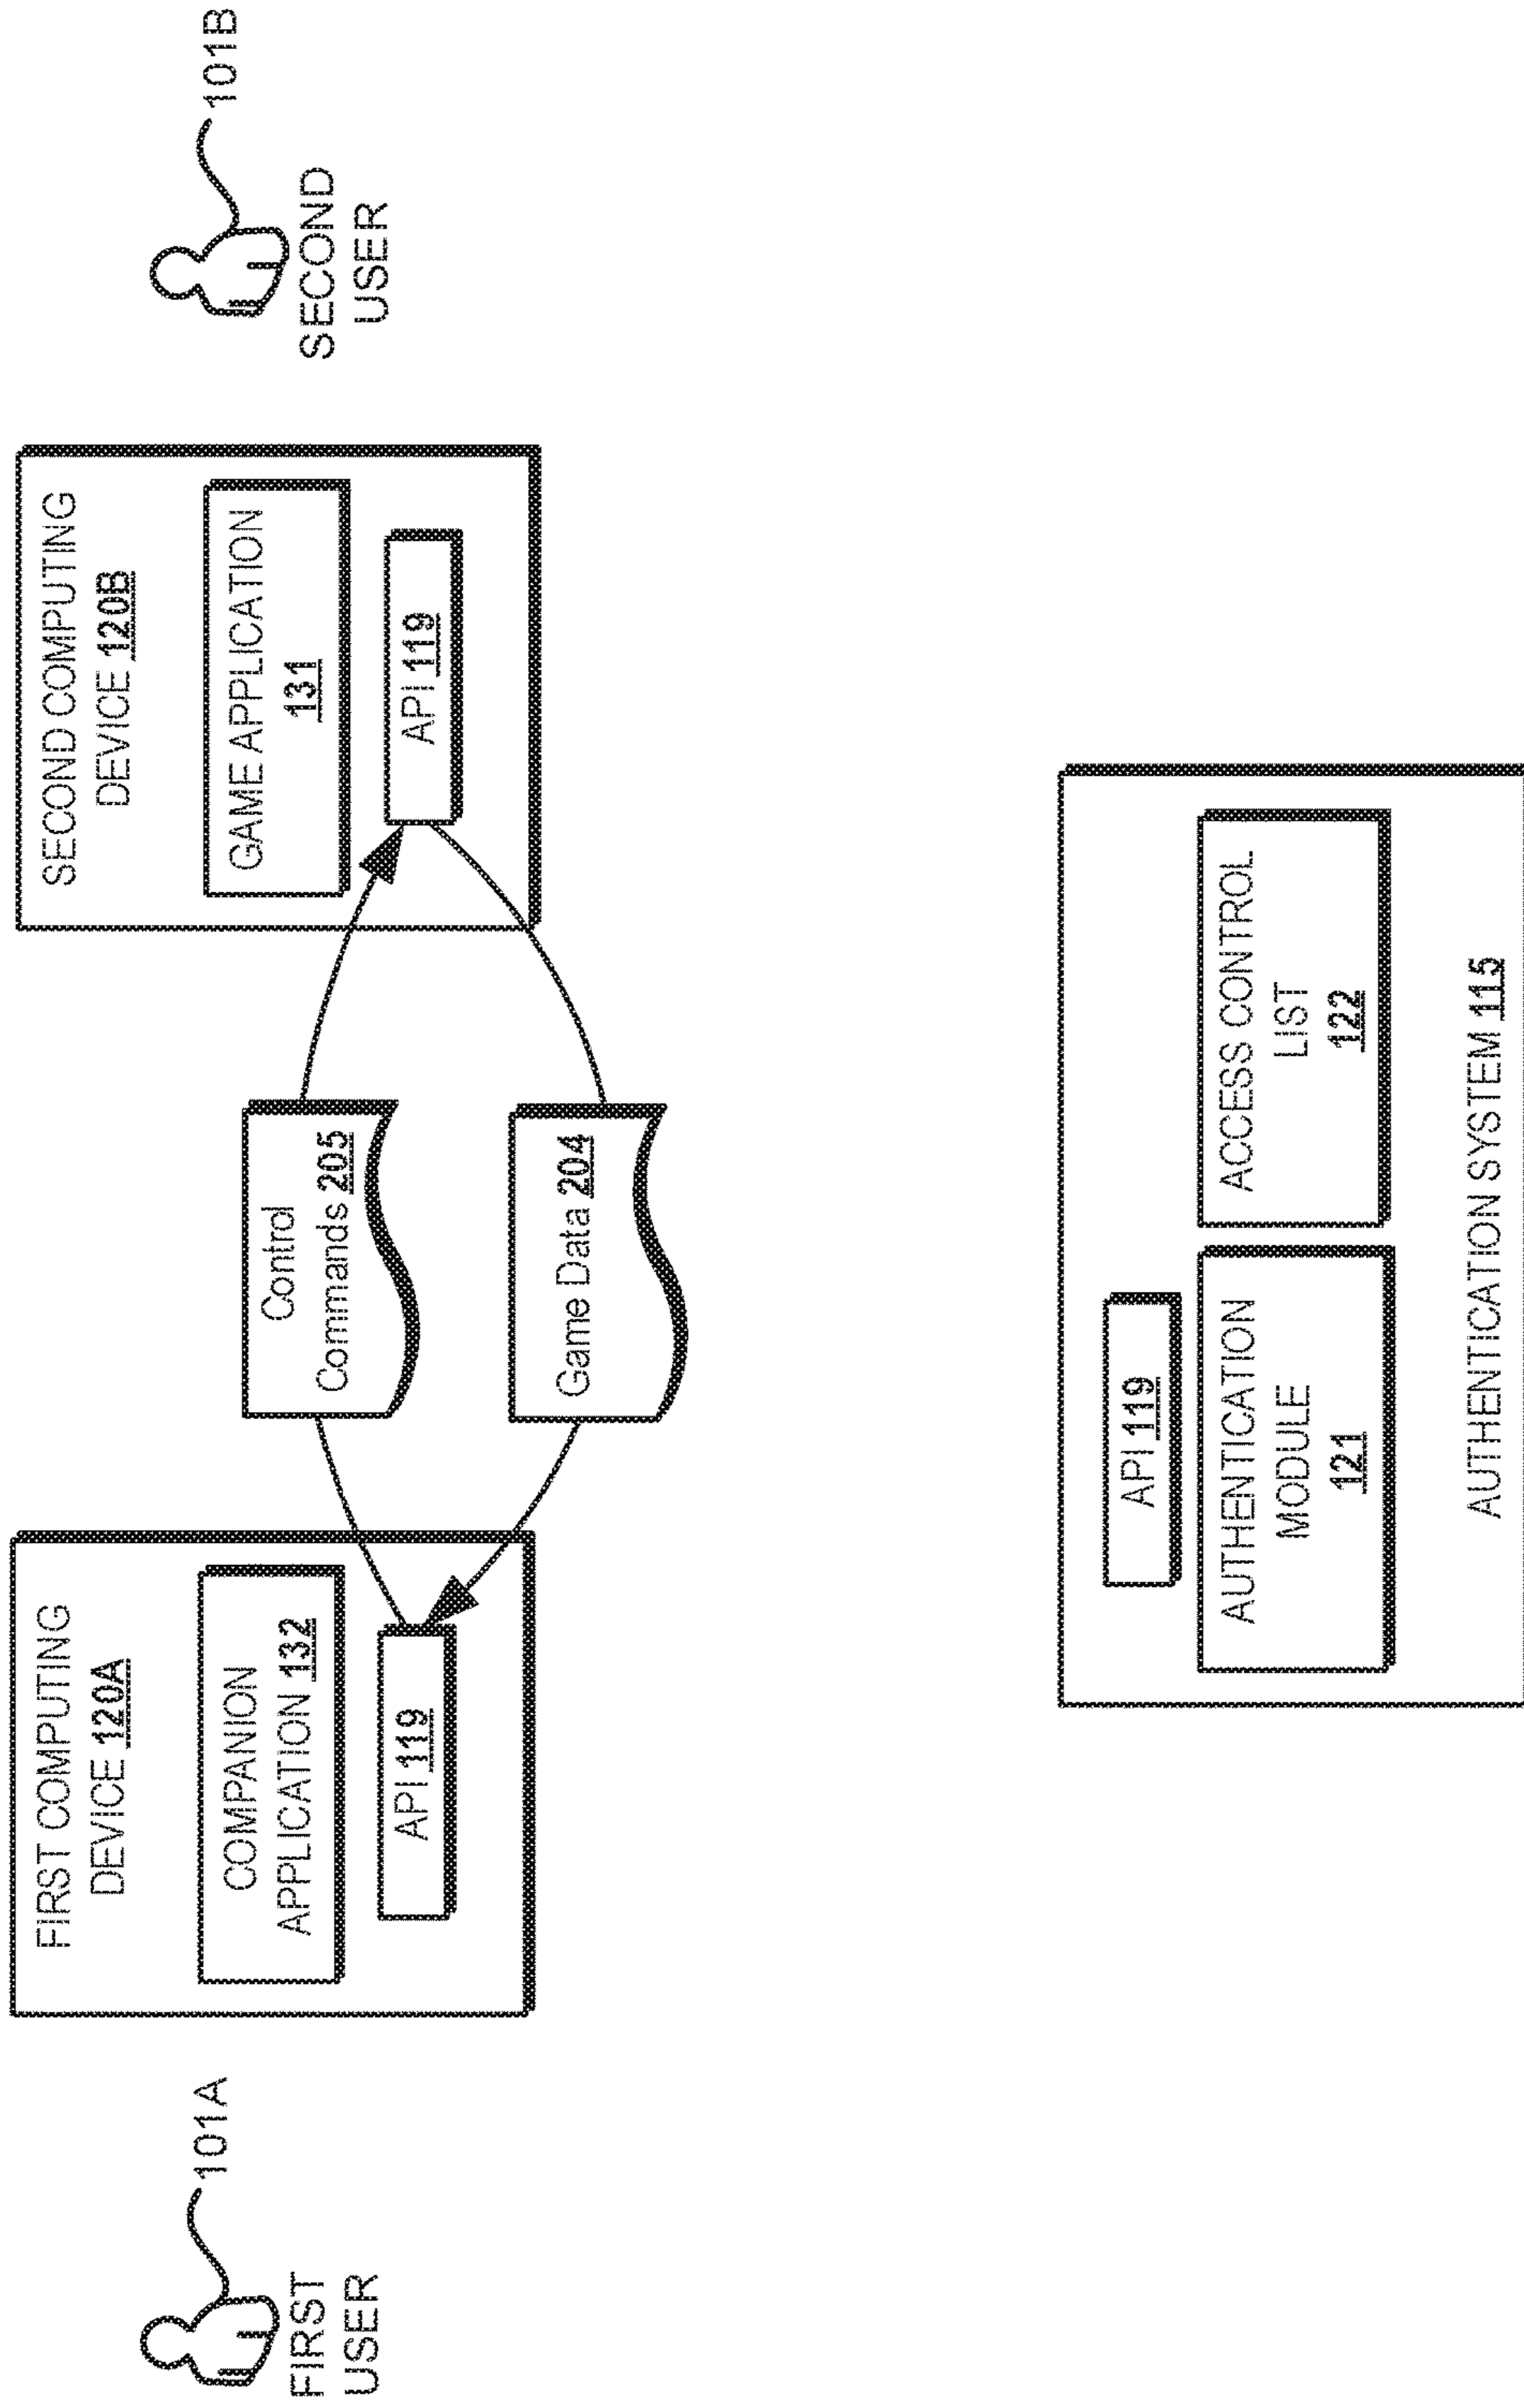 101A
FIRST
USER
FIRST COMPUTING
DEVICE 120A
COMPANION
APPLICATION 132
API 119
Control
Commands 205
Game Data 204
SECOND COMPUTING
DEVICE 120B
GAME APPLICATION
131
API 119
101B
SECOND
USER
API 119
AUTHENTICATION
MODULE
121
ACCESS CONTROL
LIST
122
AUTHENTICATION SYSTEM 115